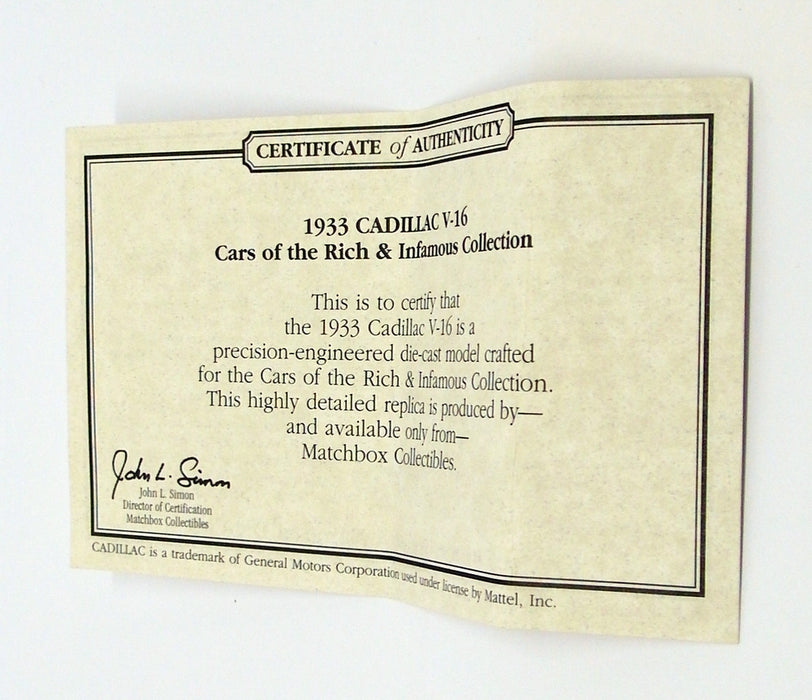 CERTIFICATE of AUTHENTICITY
1933 CADILLAC V-16
Cars of the Rich & Infamous Collection
This is to certify that
the 1933 Cadillac V-16 is a
precision-engineered die-cast model crafted
for the Cars of the Rich & Infamous Collection.
This highly detailed replica is produced by—
and available only from—
Matchbox Collectibles.
John L. Simon
John L. Simon
Director of Certification
Matchbox Collectibles
CADILLAC is a trademark of General Motors Corporation used under license by Mattel, Inc.